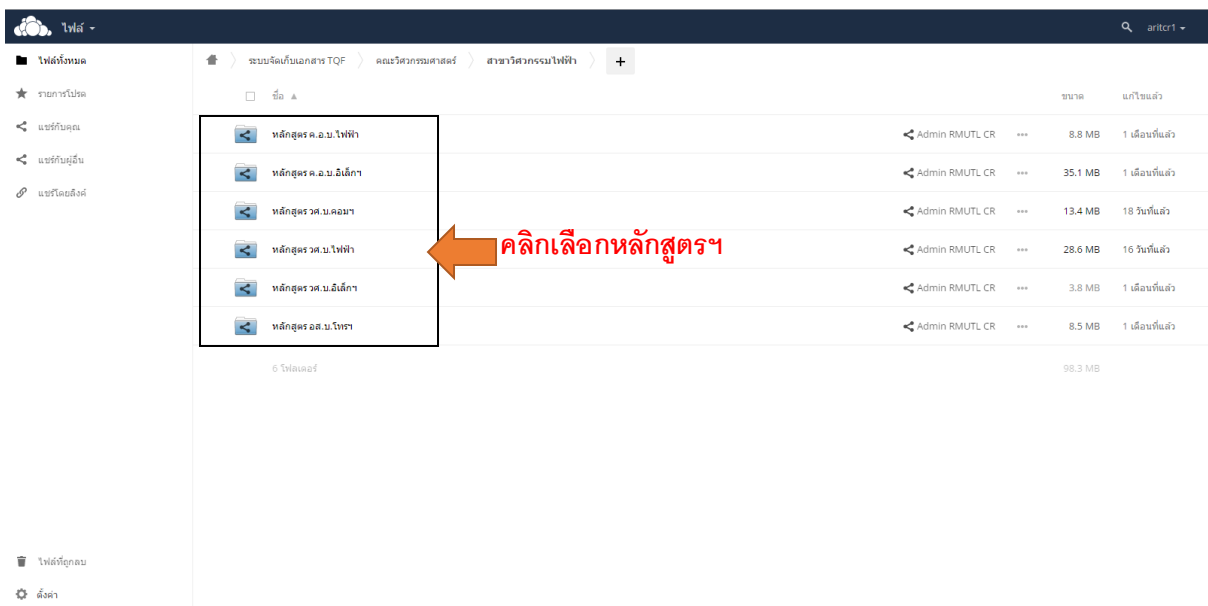 ไฟล์
aritcr1
ไฟล์ทั้งหมด
รายการโปรด
แชร์กับคุณ
แชร์กับผู้อื่น
แชร์โดยลิงค์
ระบบจัดเก็บเอกสาร TQF คณะวิศวกรรมศาสตร์ สาขาวิศวกรรมไฟฟ้า +
ชื่อ ขนาด แก้ไขแล้ว
หลักสูตร ค.อ.บ.ไฟฟ้า Admin RMUTL CR ... 8.8 MB 1 เดือนที่แล้ว
หลักสูตร ค.อ.บ.อิเล็กฯ Admin RMUTL CR ... 35.1 MB 1 เดือนที่แล้ว
หลักสูตร วศ.บ.คอมฯ Admin RMUTL CR ... 13.4 MB 18 วันที่แล้ว
คลิกเลือกหลักสูตรฯ
หลักสูตร วศ.บ.ไฟฟ้า Admin RMUTL CR ... 28.6 MB 16 วันที่แล้ว
หลักสูตร วศ.บ.อิเล็กฯ Admin RMUTL CR ... 3.8 MB 1 เดือนที่แล้ว
หลักสูตร อส.บ.โทรฯ Admin RMUTL CR ... 8.5 MB 1 เดือนที่แล้ว
6 โฟลเดอร์ 98.3 MB
ไฟล์ที่ถูกลบ
ตั้งค่า